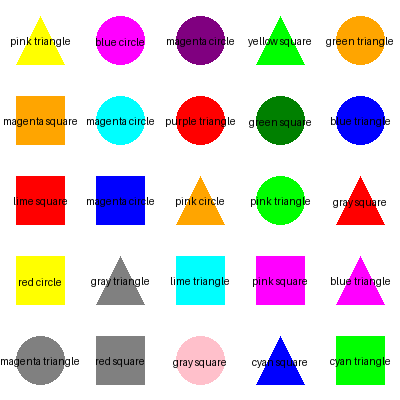 pink triangle
blue circle
magenta circle
yellow square
green triangle
magenta square
magenta circle
purple triangle
green square
blue triangle
lime square
magenta circle
pink circle
pink triangle
gray square
red circle
gray triangle
lime triangle
pink square
blue triangle
magenta triangle
red square
gray square
cyan square
cyan triangle